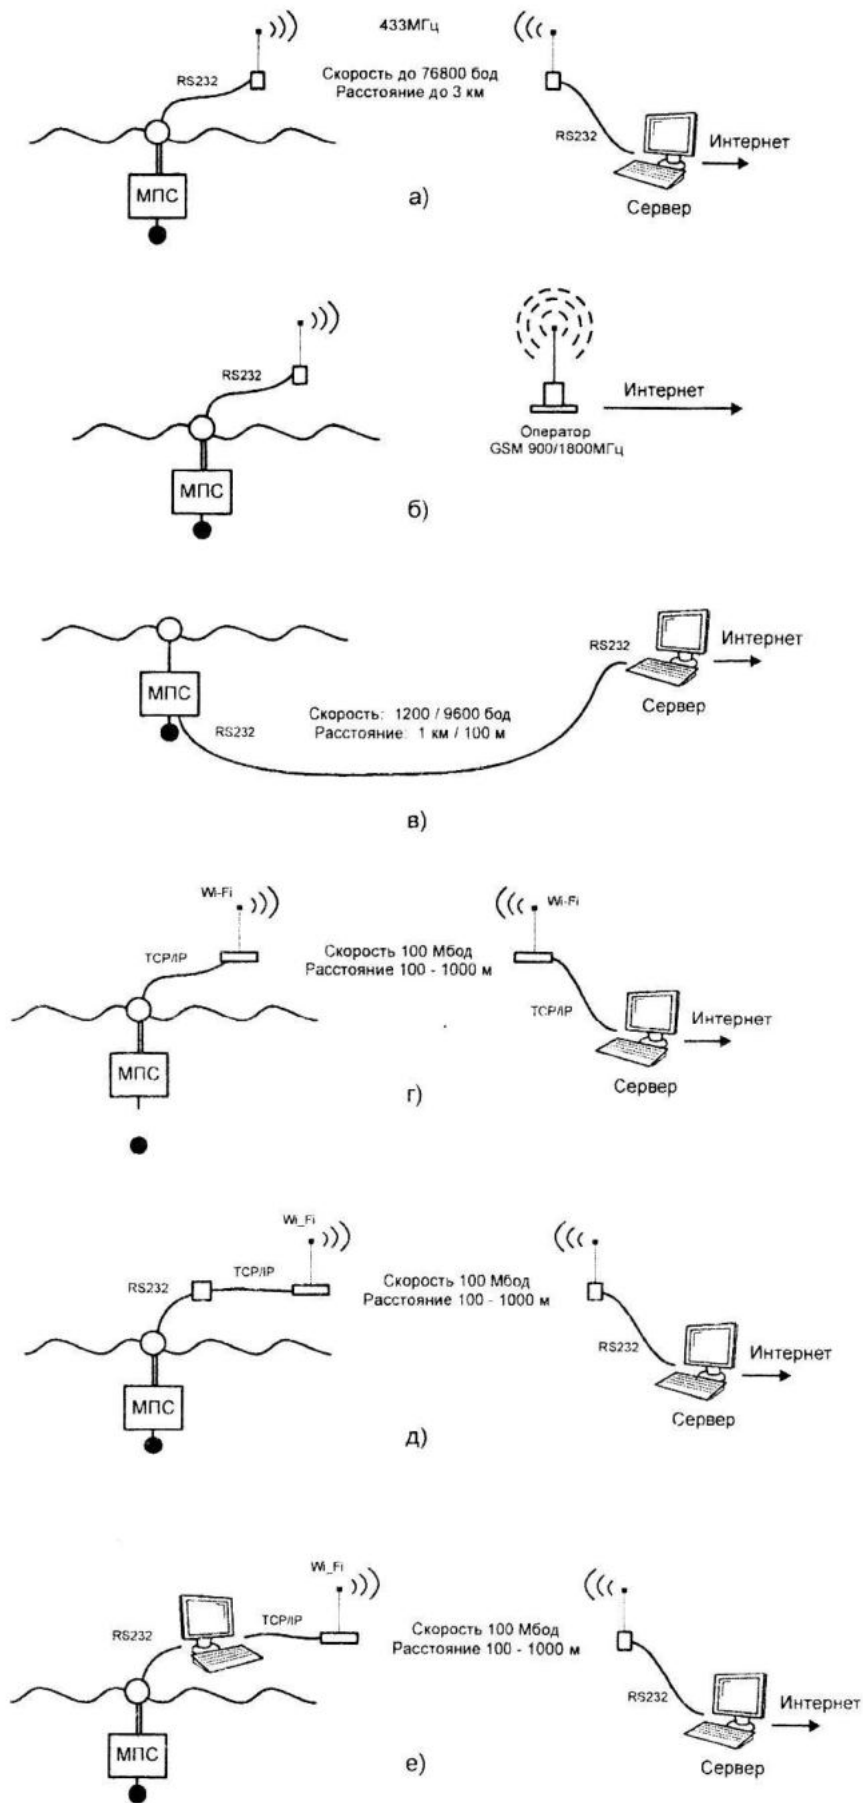 433МГц
RS232
Скорость до 76800 бод
Расстояние до 3 км
RS232
Интернет
МПС
Сервер
а)
RS232
Интернет
Оператор
GSM 900/1800МГц
МПС
б)
RS232
Интернет
МПС
Сервер
Скорость: 1200 / 9600 бод
RS232
Расстояние: 1 км / 100 м
в)
Wi-Fi
Wi-Fi
TCP/IP
Скорость 100 Мбод
Расстояние 100 - 1000 м
TCP/IP
Интернет
МПС
Сервер
г)
Wi_Fi
RS232
TCP/IP
Скорость 100 Мбод
Расстояние 100 - 1000 м
RS232
Интернет
МПС
Сервер
д)
Wi_Fi
RS232
TCP/IP
Скорость 100 Мбод
Расстояние 100 - 1000 м
RS232
Интернет
МПС
Сервер
е)